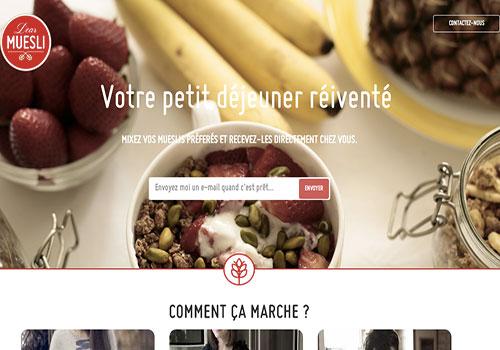 Dear
MUESLI
CONTACTEZ-NOUS
Votre petit déjeuner réiventé
MIXEZ VOS MUESLIS PRÉFÉRÉS ET RECEVEZ-LES DIRECTEMENT CHEZ VOUS.
Envoyez moi un e-mail quand c'est prêt... ENVOYER
COMMENT ÇA MARCHE ?